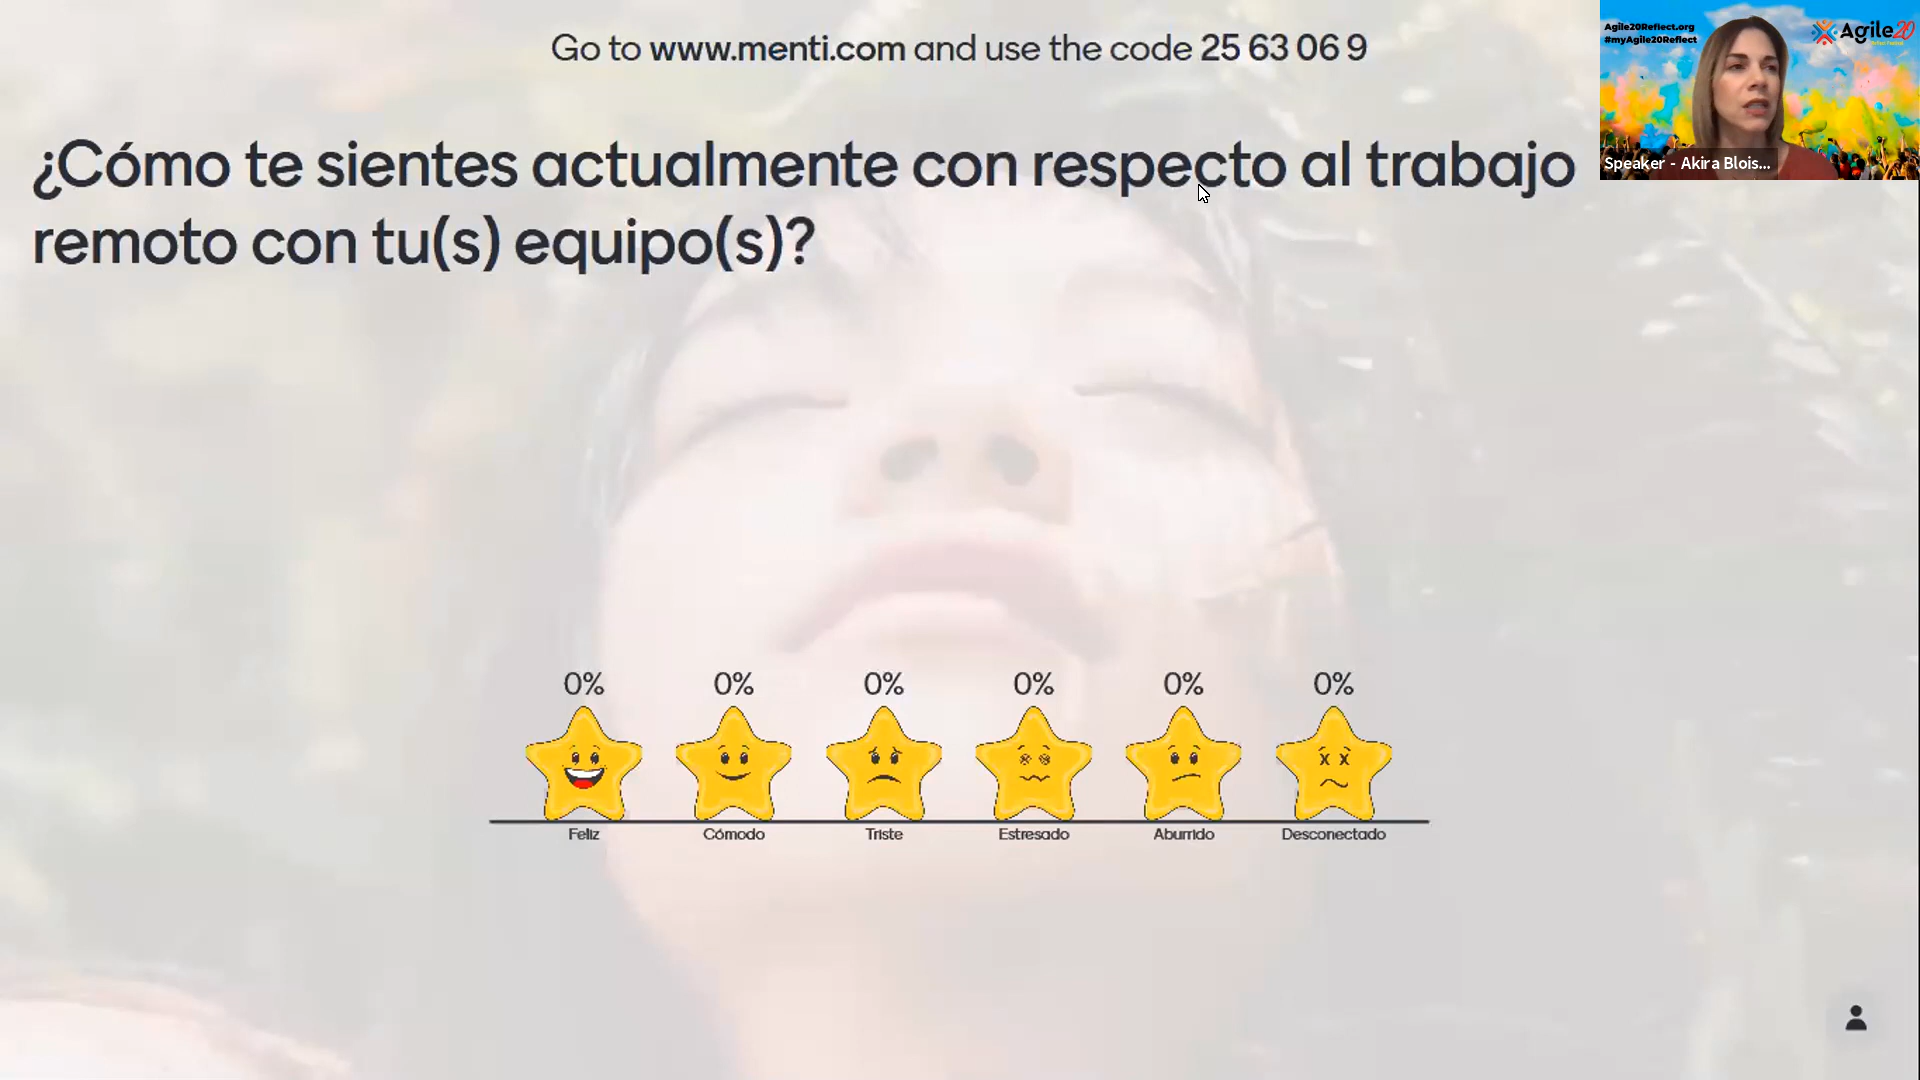 Go to www.menti.com and use the code 25 63 06 9
Agile20Reflect.org
#myAgile20Reflect
Agile20
¿Cómo te sientes actualmente con respecto al trabajo
remoto con tu(s) equipo(s)?
Speaker - Akira Blois...
0% 0% 0% 0% 0% 0%
Feliz Cómodo Triste Estresado Aburrido Desconectado